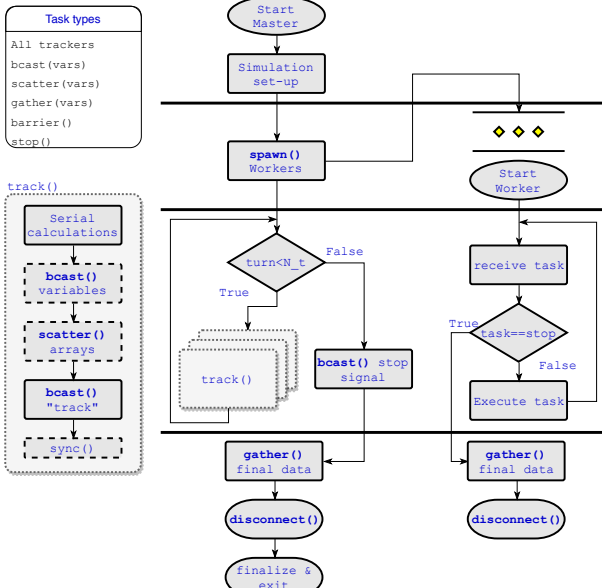 Task types
All trackers
bcast(vars)
scatter(vars)
gather(vars)
barrier()
stop()
track()
Serial
calculations
bcast()
variables
scatter()
arrays
bcast()
"track"
sync()
Start
Master
Simulation
set-up
spawn()
Workers
turn<N_t
False
True
track()
bcast() stop
signal
gather()
final data
disconnect()
finalize &
exit
Start
Worker
receive task
True
task==stop
False
Execute task
gather()
final data
disconnect()